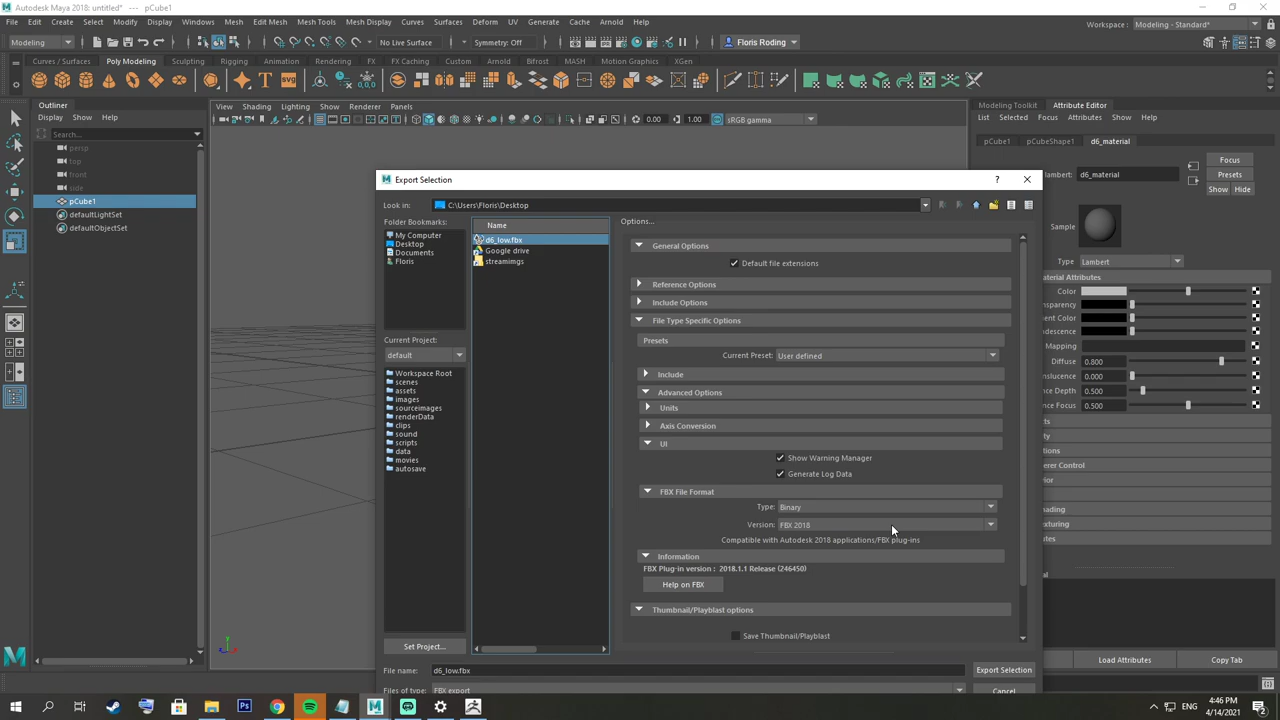 Autodesk Maya 2018: untitled* - pCube1
File Edit Create Select Modify Display Windows Mesh Edit Mesh Mesh Tools Mesh Display Curves Surfaces Deform UV Generate Cache Arnold Help
Workspace : Modeling - Standard*
Modeling No Live Surface Symmetry: Off Floris Roding
Curves / Surfaces Poly Modeling Sculpting Rigging Animation Rendering FX FX Caching Custom Arnold Bifrost MASH Motion Graphics XGen
SVG
Outliner
Display Show Help
Search...
persp
top
front
side
pCube1
defaultLightSet
defaultObjectSet
View Shading Lighting Show Renderer Panels
0.00 1.00 sRGB gamma
Modeling Toolkit Attribute Editor
List Selected Focus Attributes Show Help
pCube1 pCubeShape1 d6_material
lambert: d6_material
Focus
Presets
Show Hide
Sample
Type Lambert
Export Selection
Look in: C:\Users\Floris\Desktop
Folder Bookmarks:
My Computer
Desktop
Documents
Floris
Name
d6_low.fbx
Google drive
streamimgs
Current Project:
default
Workspace Root
scenes
assets
images
sourceimages
renderData
clips
sound
scripts
data
movies
autosave
Set Project...
Options...
General Options
Default file extensions
Reference Options
Include Options
File Type Specific Options
Presets
Current Preset: User defined
Include
Advanced Options
Units
Axis Conversion
UI
Show Warning Manager
Generate Log Data
FBX File Format
Type: Binary
Version: FBX 2018
Compatible with Autodesk 2018 applications/FBX plug-ins
Information
FBX Plug-in version : 2018.1.1 Release (246450)
Help on FBX
Thumbnail/Playblast options
Save Thumbnail/Playblast
File name: d6_low.fbx
Export Selection
Files of type: FBX export
Cancel
aterial Attributes
Color
nsparency
ent Color
descence
Mapping
Diffuse 0.800
nslucence 0.000
nce Depth 0.500
nce Focus 0.500
Load Attributes Copy Tab
ENG 4:46 PM
4/14/2021